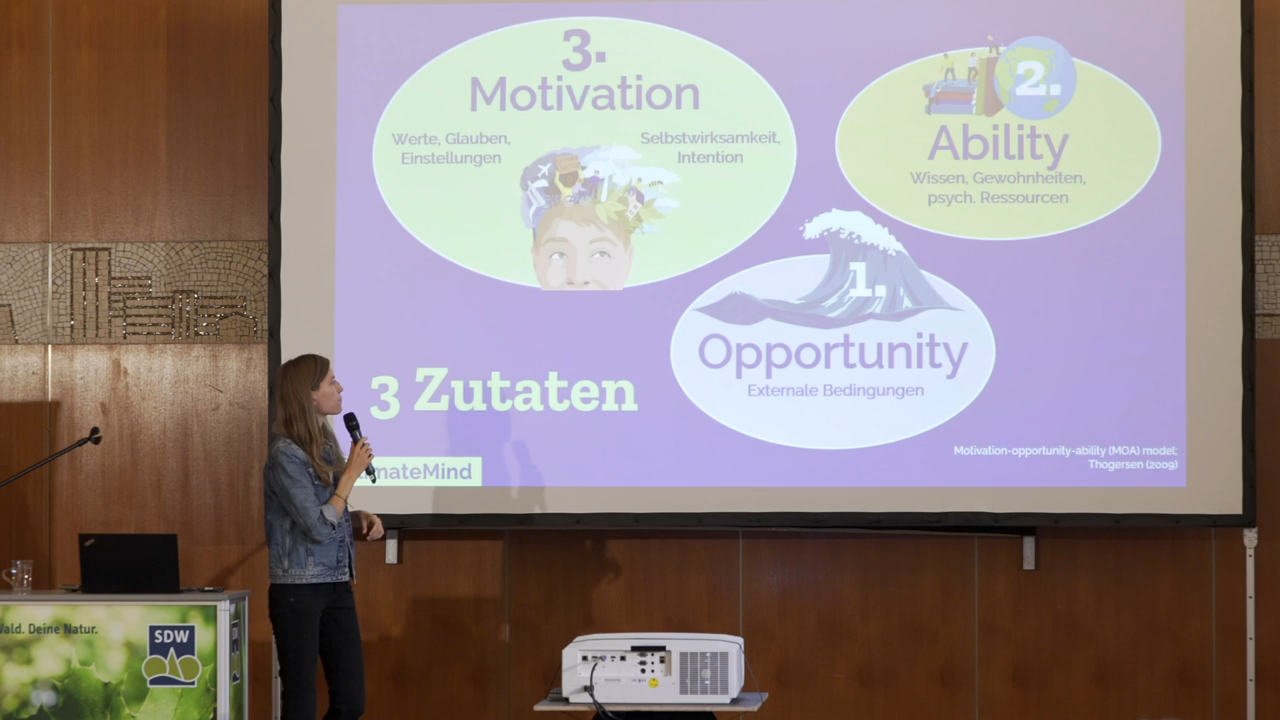 3.
Motivation
Werte, Glauben,
Einstellungen
Selbstwirksamkeit,
Intention
2.
Ability
Wissen, Gewohnheiten,
psych. Ressourcen
1.
Opportunity
Externale Bedingungen
3 Zutaten
Motivation-opportunity-ability (MOA) model;
Thogersen (2009)
mateMind
Wald. Deine Natur.
SDW